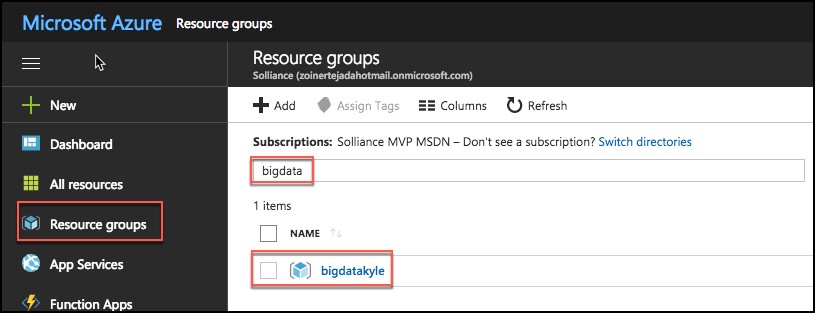 Microsoft Azure Resource groups
Resource groups
Solliance (zoinertejadahotmail.onmicrosoft.com)
New
Dashboard
All resources
Resource groups
App Services
Function Apps
Add Assign Tags Columns Refresh
Subscriptions: Solliance MVP MSDN – Don't see a subscription? Switch directories
bigdata
1 items
NAME
bigdatakyle